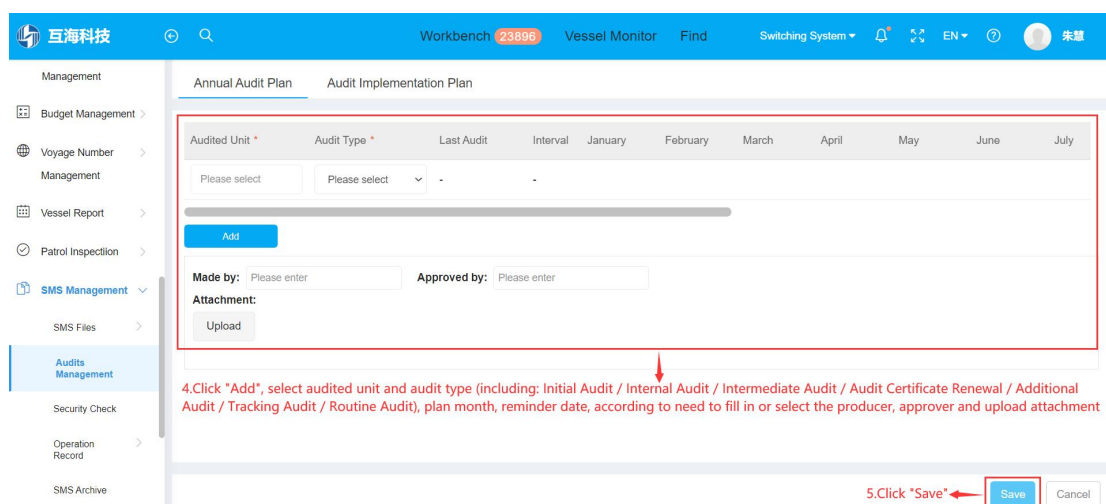 互海科技
Workbench 23896 Vessel Monitor Find Switching System EN 朱慧
Management
Budget Management
Voyage Number
Management
Vessel Report
Patrol Inspectiion
SMS Management
SMS Files
Audits
Management
Security Check
Operation
Record
SMS Archive
Annual Audit Plan Audit Implementation Plan
Audited Unit * Audit Type * Last Audit Interval January February March April May June July
Please select Please select - -
Add
Made by: Please enter Approved by: Please enter
Attachment:
Upload
4.Click "Add", select audited unit and audit type (including: Initial Audit / Internal Audit / Intermediate Audit / Audit Certificate Renewal / Additional
Audit / Tracking Audit / Routine Audit), plan month, reminder date, according to need to fill in or select the producer, approver and upload attachment
5.Click "Save" Save Cancel